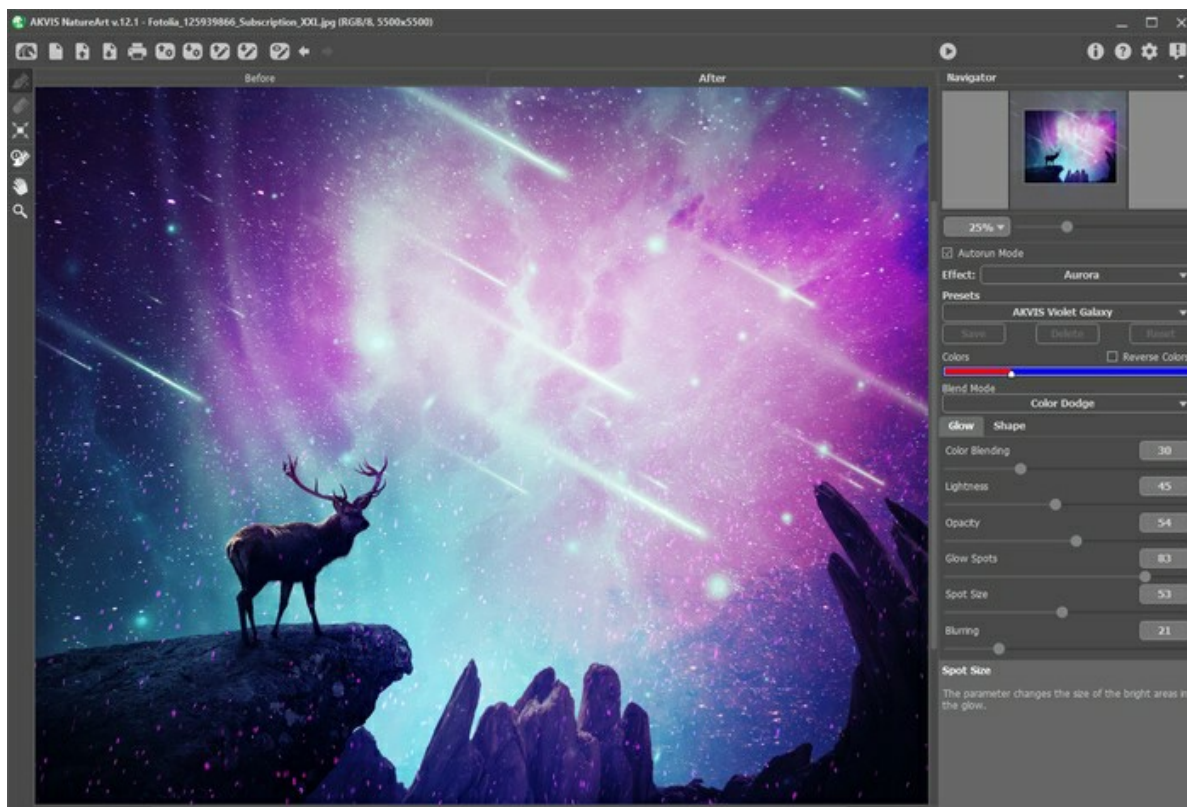 AKVIS NatureArt v.12.1 - Fotolia_125939866_Subscription_XXL.jpg (RGB/8, 5500x5500)
Before
After
Navigator
25%
Autorun Mode
Effect: Aurora
Presets
AKVIS Violet Galaxy
Save Delete Reset
Colors Reverse Colors
Blend Mode
Color Dodge
Glow Shape
Color Blending 30
Lightness 45
Opacity 54
Glow Spots 83
Spot Size 53
Blurring 21
Spot Size
The parameter changes the size of the bright areas in
the glow.